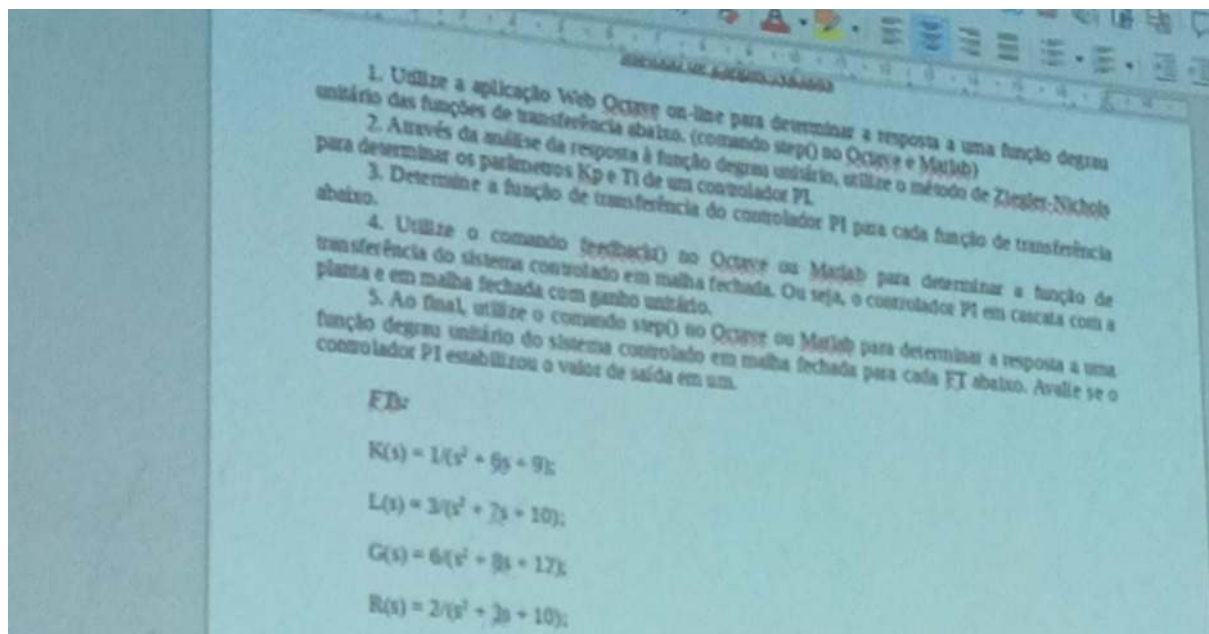 1. Utilize a aplicação Web Octave on-line para determinar a resposta a uma função degrau
unitário das funções de transferência abaixo. (comando step() no Octave e Matlab)
2. Através da análise da resposta à função degrau unitário, utilize o método de Ziegler-Nichols
para determinar os parâmetros Kp e Ti de um controlador PI.
3. Determine a função de transferência do controlador PI para cada função de transferência
abaixo.
4. Utilize o comando feedback() no Octave ou Matlab para determinar a função de
transferência do sistema controlado em malha fechada. Ou seja, o controlador PI em cascata com a
planta e em malha fechada com ganho unitário.
5. Ao final, utilize o comando step() no Octave ou Matlab para determinar a resposta a uma
função degrau unitário do sistema controlado em malha fechada para cada FT abaixo. Avalie se o
controlador PI estabilizou o valor de saída em um.
FTs:
K(s) = 1/(s² + 6s + 9);
L(s) = 3/(s² + 7s + 10);
G(s) = 6/(s² + 8s + 17);
R(s) = 2/(s² + 3s + 10);